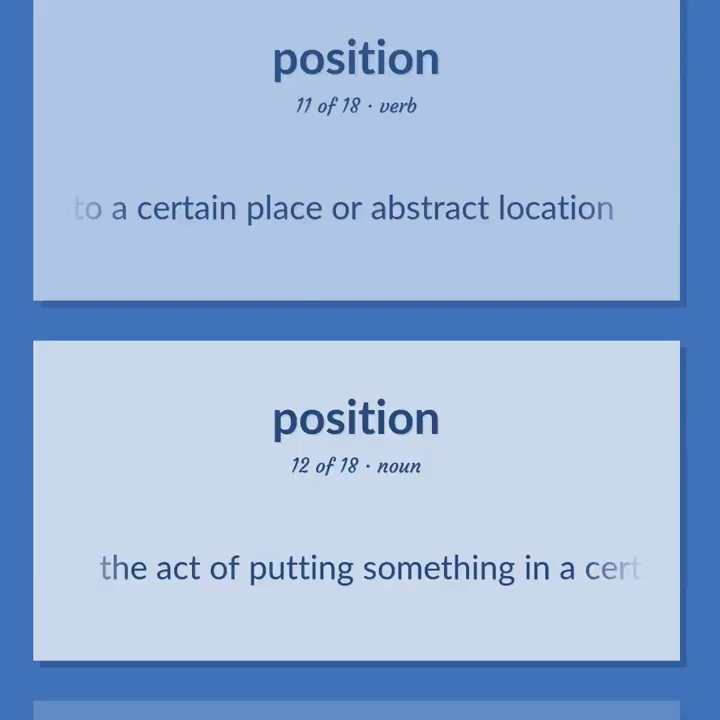 position
11 of 18 · verb
to a certain place or abstract location
position
12 of 18 · noun
the act of putting something in a cert